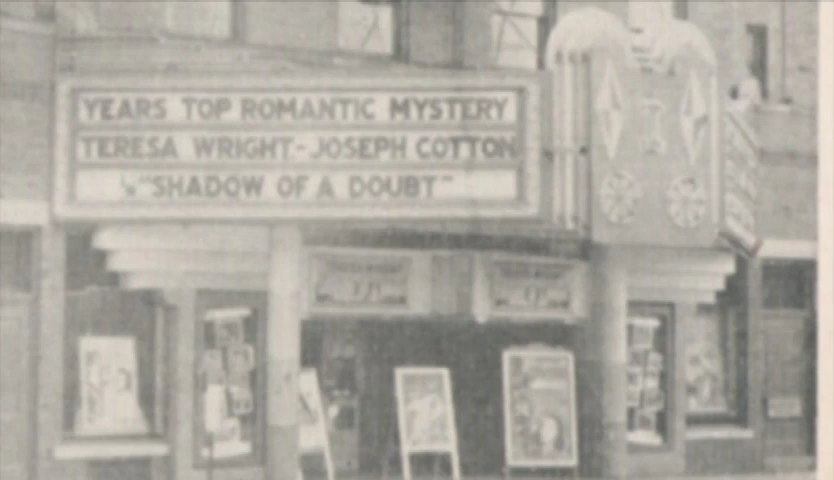 YEARS TOP ROMANTIC MYSTERY
TERESA WRIGHT-JOSEPH COTTON
"SHADOW OF A DOUBT"